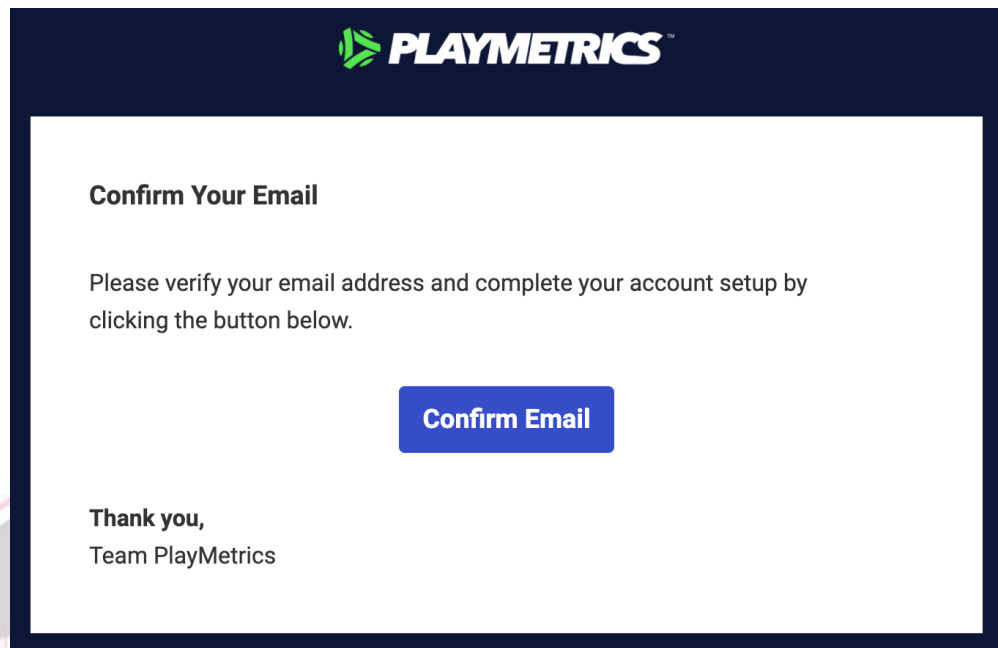 PLAYMETRICS™
Confirm Your Email
Please verify your email address and complete your account setup by
clicking the button below.
Confirm Email
Thank you,
Team PlayMetrics